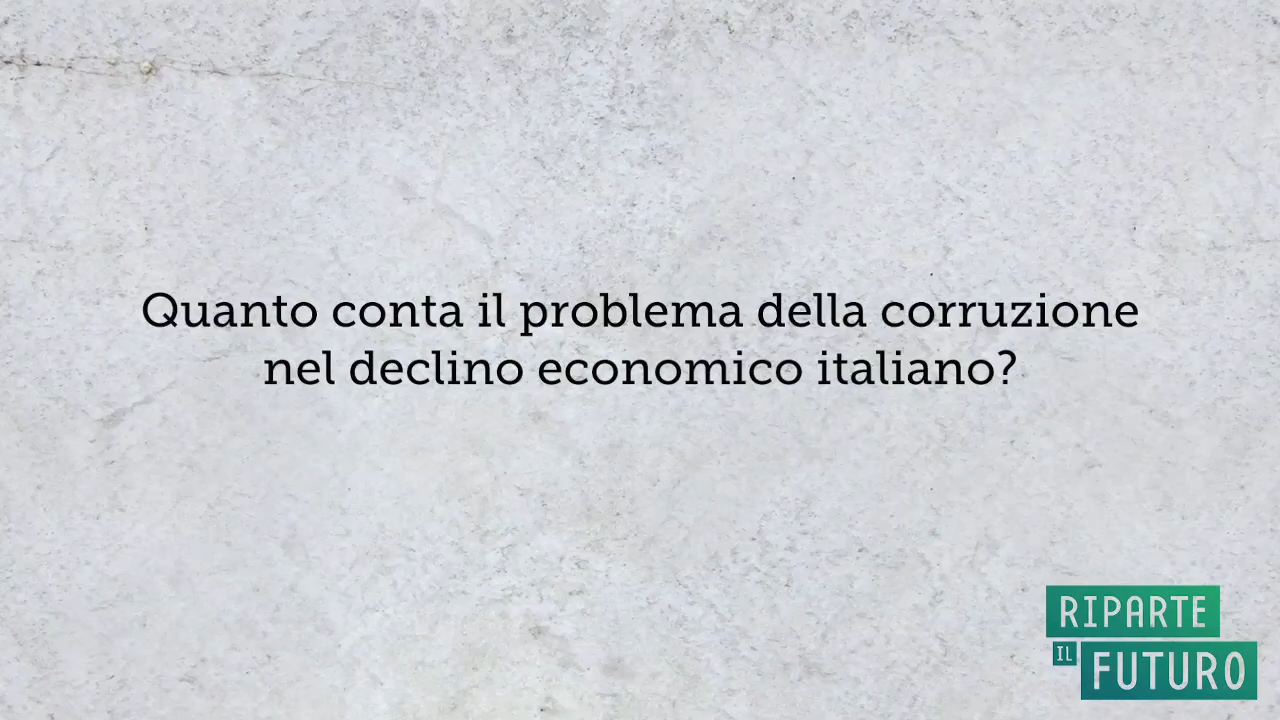 Quanto conta il problema della corruzione
nel declino economico italiano?
RIPARTE
IL FUTURO